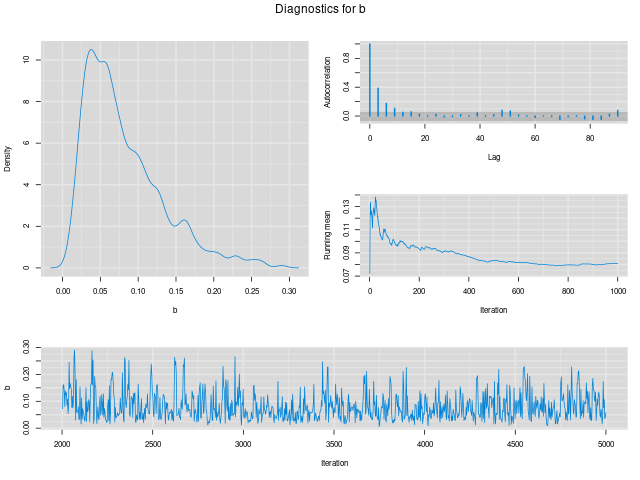 Diagnostics for b
Density
0
2
4
6
8
10
0.00 0.05 0.10 0.15 0.20 0.25 0.30
b
Autocorrelation
0.0
0.4
0.8
0 20 40 60 80
Lag
Running mean
0.07
0.09
0.11
0.13
0 200 400 600 800 1000
Iteration
b
0.00
0.10
0.20
0.30
2000 2500 3000 3500 4000 4500 5000
Iteration